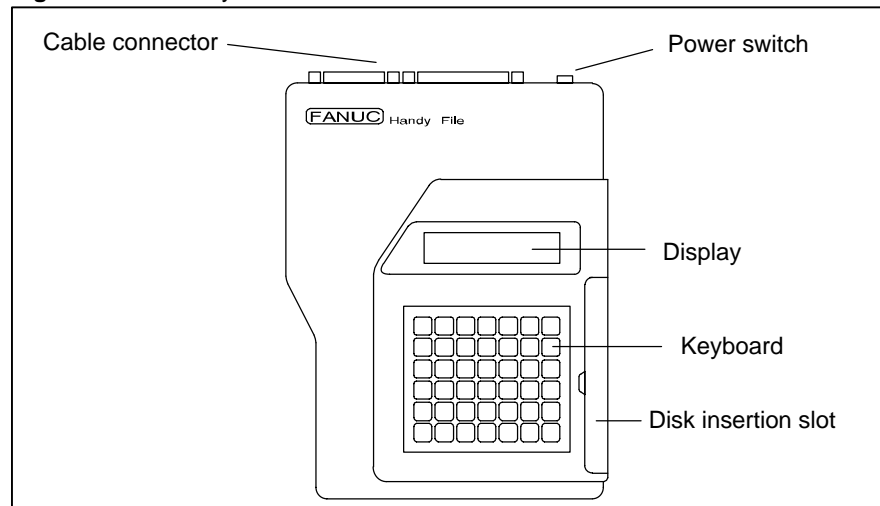 Cable connector
Power switch
FANUC Handy File
Display
Keyboard
Disk insertion slot